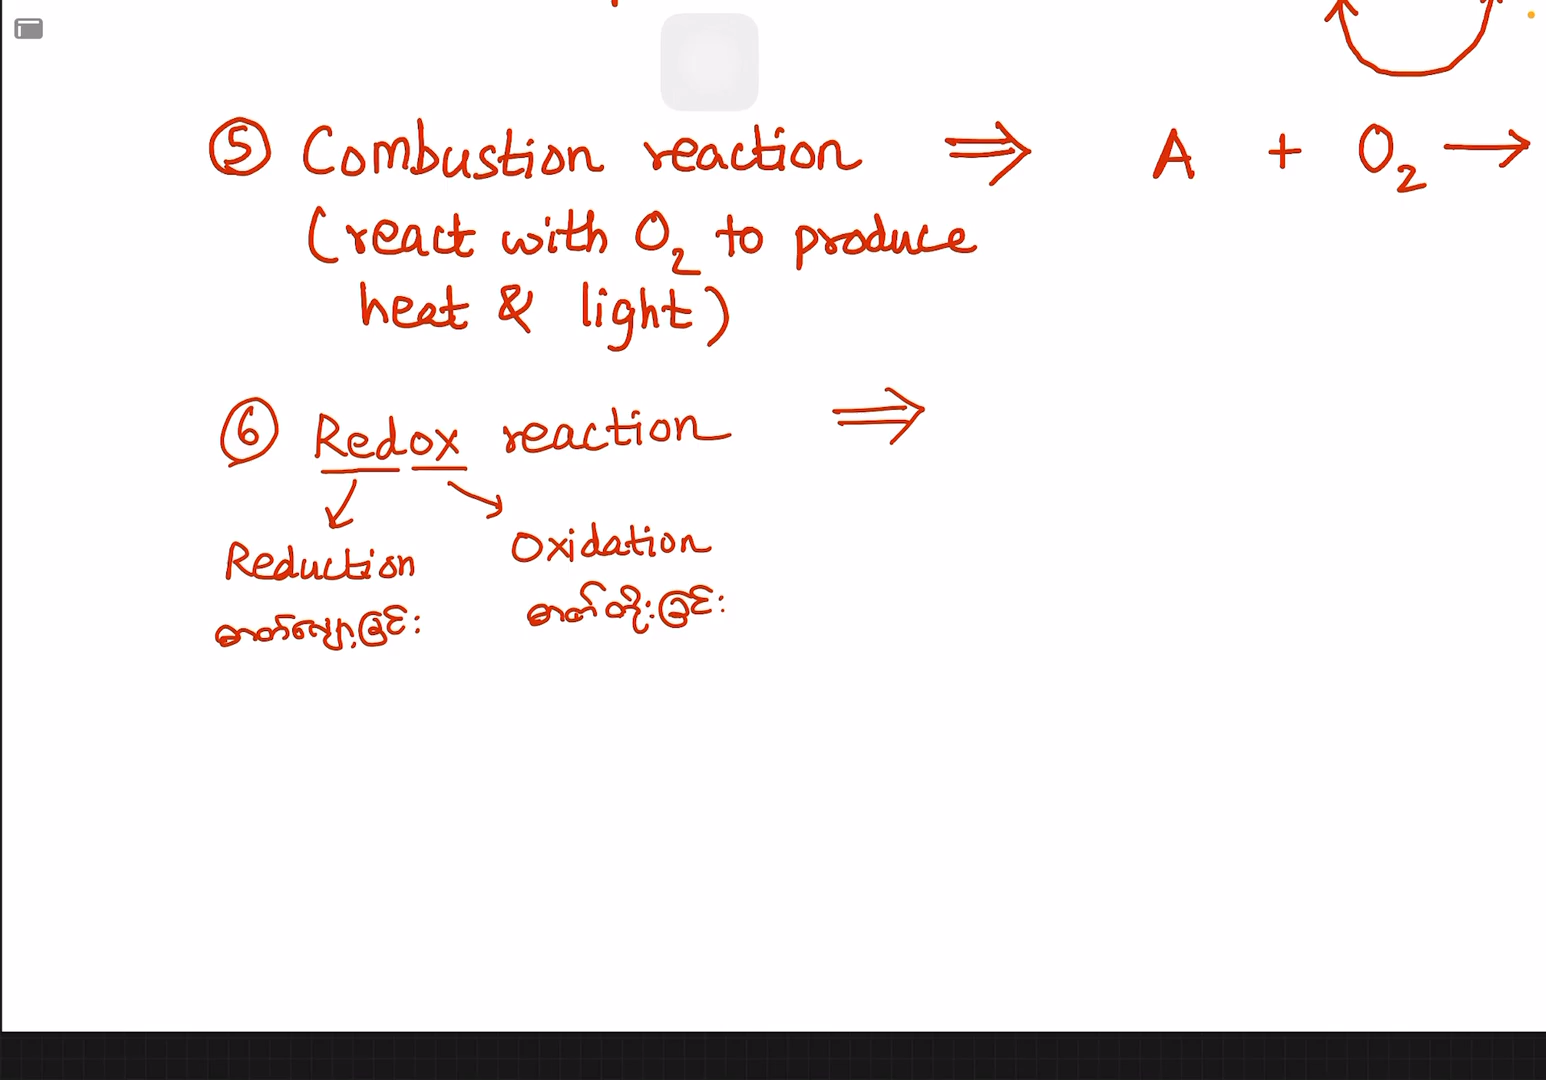 ⑤ Combustion reaction ⇒ A + O₂ →
(react with O₂ to produce
heat & light)
⑥ Redox reaction ⇒
Reduction
Oxidation
ဓာတ်လျော့ခြင်း
ဓာတ်တိုးခြင်း